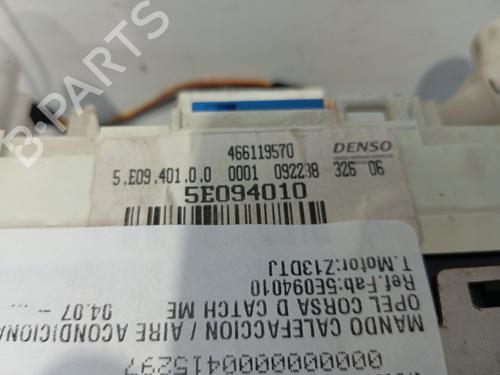 466119570
DENSO
5.E09.401.0.0 0001 092238 326 06
5E094010
T.Motor:Z13DTJ
Ref.Fab:5E094010
OPEL CORSA D CATCH ME 04.07 - ...
MANDO CALEFACCION / AIRE ACONDICIONA
0000000004152
B-PARTS